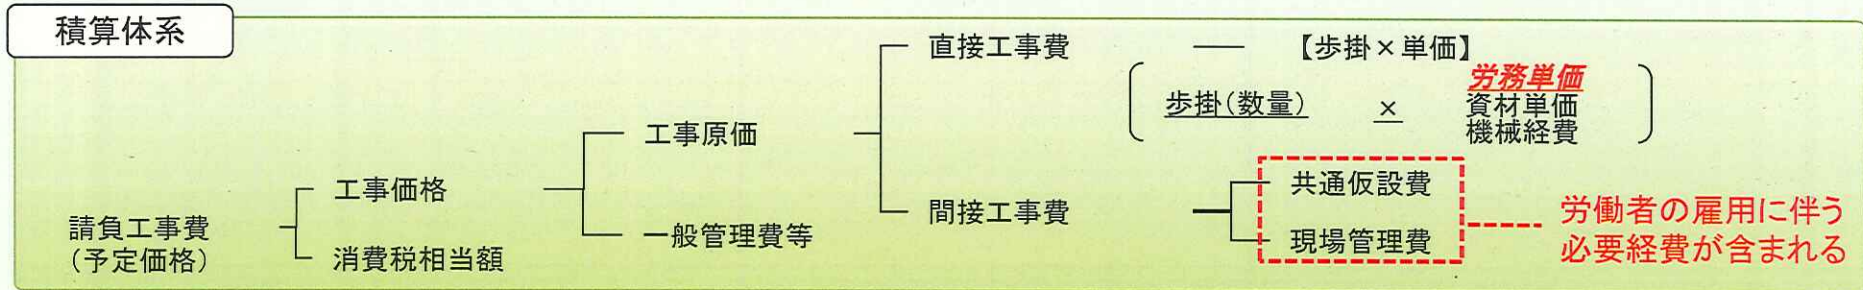 積算体系
直接工事費
【歩掛×単価】
歩掛(数量) × 労務単価
資材単価
機械経費
工事原価
工事価格
共通仮設費
間接工事費
現場管理費
労働者の雇用に伴う
必要経費が含まれる
一般管理費等
請負工事費
(予定価格)
消費税相当額